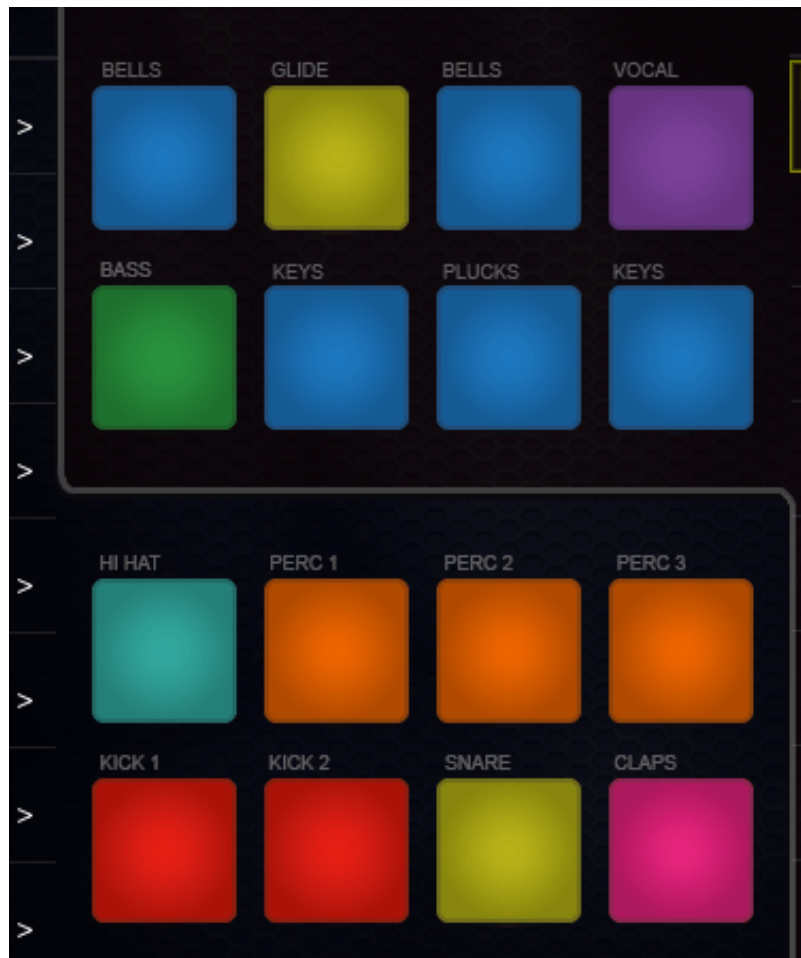 BELLS GLIDE BELLS VOCAL
>
>
BASS KEYS PLUCKS KEYS
>
>
HI HAT PERC 1 PERC 2 PERC 3
>
>
KICK 1 KICK 2 SNARE CLAPS
>
>